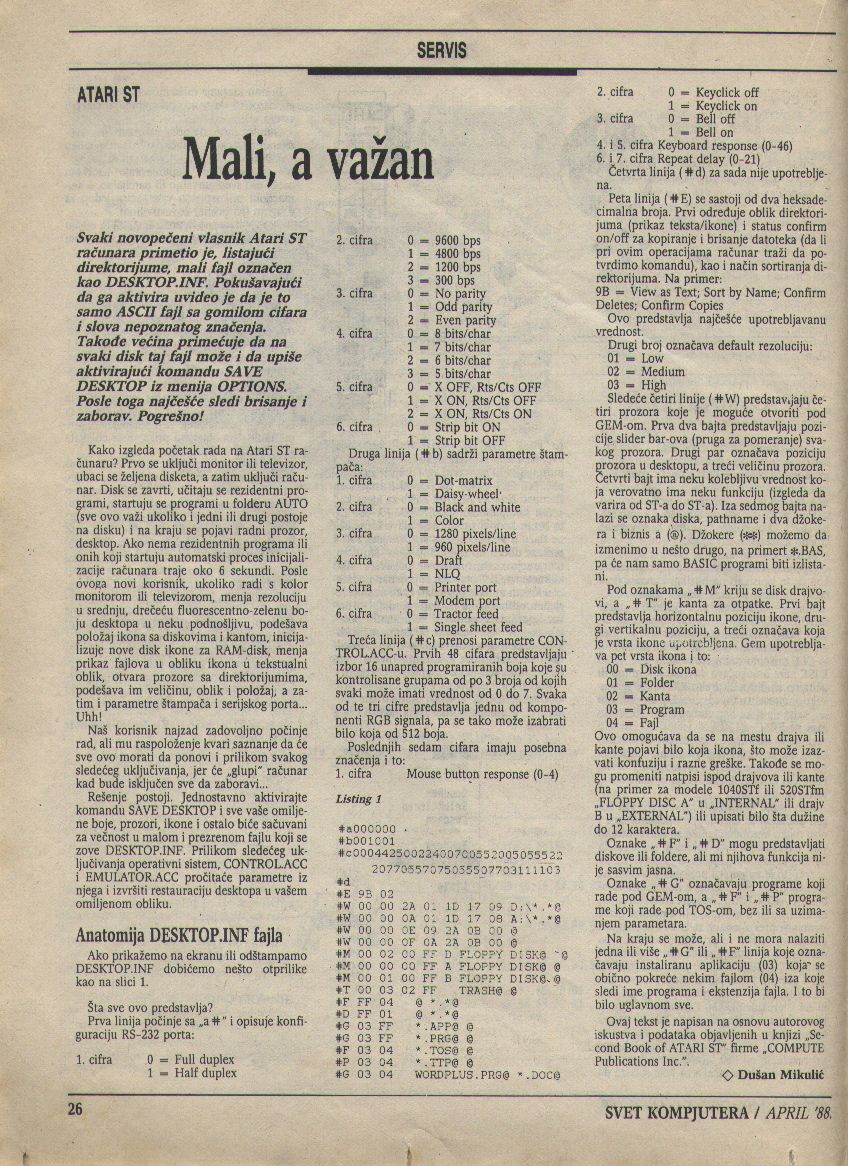 SERVIS
ATARI ST
Mali, a važan
Svaki novopečeni vlasnik Atari ST
računara primetio je, listajući
direktorijume, mali fajl označen
kao DESKTOP.INF. Pokušavajući
da ga aktivira uvideo je da je to
samo ASCII fajl sa gomilom cifara
i slova nepoznatog značenja.
Takođe većina primećuje da na
svaki disk taj fajl može i da upiše
aktivirajući komandu SAVE
DESKTOP iz menija OPTIONS.
Posle toga najčešće sledi brisanje i
zaborav. Pogrešno!
Kako izgleda početak rada na Atari ST ra-
čunaru? Prvo se uključi monitor ili televizor,
ubaci se željena disketa, a zatim uključi raču-
nar. Disk se zavrti, učitaju se rezidentni pro-
grami, startuju se programi u folderu AUTO
(sve ovo važi ukoliko i jedni ili drugi postoje
na disku) i na kraju se pojavi radni prozor,
desktop. Ako nema rezidentnih programa ili
onih koji startuju automatski proces inicijali-
zacije računara traje oko 6 sekundi. Posle
ovoga novi korisnik, ukoliko radi s kolor
monitorom ili televizorom, menja rezoluciju
u srednju, drečeću fluorescentno-zelenu bo-
ju desktopa u neku podnošljivu, podešava
položaj ikona sa diskovima i kantom, inicija-
lizuje nove disk ikone za RAM-disk, menja
prikaz fajlova u obliku ikona u tekstualni
oblik, otvara prozore sa direktorijumima,
podešava im veličinu, oblik i položaj, a za-
tim i parametre štampača i serijskog porta...
Uhh!
Naš korisnik najzad zadovoljno počinje
rad, ali mu raspoloženje kvari saznanje da će
sve ovo morati da ponovi i prilikom svakog
sledećeg uključivanja, jer će „glupi" računar
kad bude isključen sve da zaboravi...
Rešenje postoji. Jednostavno aktivirajte
komandu SAVE DESKTOP i sve vaše omilje-
ne boje, prozori, ikone i ostalo biće sačuvani
za večnost u malom i prezrenom fajlu koji se
zove DESKTOP.INF. Prilikom sledećeg uk-
ljučivanja operativni sistem, CONTROL.ACC
i EMULATOR.ACC pročitaće parametre iz
njega i izvršiti restauraciju desktopa u vašem
omiljenom obliku.
Anatomija DESKTOP.INF fajla
Ako prikažemo na ekranu ili odštampamo
DESKTOP.INF dobićemo nešto otprilike
kao na slici 1.
Šta sve ovo predstavlja?
Prva linija počinje sa „a#" i opisuje konfi-
guraciju RS-232 porta:
1. cifra 0 = Full duplex
1 = Half duplex
2. cifra 0 = 9600 bps
1 = 4800 bps
2 = 1200 bps
3 = 300 bps
3. cifra 0 = No parity
1 = Odd parity
2 = Even parity
4. cifra 0 = 8 bits/char
1 = 7 bits/char
2 = 6 bits/char
3 = 5 bits/char
5. cifra 0 = X OFF, Rts/Cts OFF
1 = X ON, Rts/Cts OFF
2 = X ON, Rts/Cts ON
6. cifra 0 = Strip bit ON
1 = Strip bit OFF
Druga linija (#b) sadrži parametre štam-
pača:
1. cifra 0 = Dot-matrix
1 = Daisy-wheel
2. cifra 0 = Black and white
1 = Color
3. cifra 0 = 1280 pixels/line
1 = 960 pixels/line
4. cifra 0 = Draft
1 = NLQ
5. cifra 0 = Printer port
1 = Modem port
6. cifra 0 = Tractor feed
1 = Single sheet feed
Treća linija (#c) prenosi parametre CON-
TROL.ACC-u. Prvih 48 cifara predstavljaju
izbor 16 unapred programiranih boja koje su
kontrolisane grupama od po 3 broja od kojih
svaki može imati vrednost od 0 do 7. Svaka
od te tri cifre predstavlja jednu od kompo-
nenti RGB signala, pa se tako može izabrati
bilo koja od 512 boja.
Poslednjih sedam cifara imaju posebna
značenja i to:
1. cifra Mouse button response (0-4)
Listing 1
#a000000
#b001001
#c0004425002240070055200505552​2
2077055707503555077​03111103
#d
#E 9B 02
#W 00 00 2A 01 1D 17 09 D:\*.*@
#W 00 00 0A 01 1D 17 08 A:\*.*@
#W 00 00 0E 09 2A 0B 00 @
#W 00 00 0F 0A 2A 0B 00 @
#M 00 02 00 FF D FLOPPY DISK@ @
#M 00 00 00 FF A FLOPPY DISK@ @
#M 00 01 00 FF B FLOPPY DISK@ @
#T 00 03 02 FF TRASH@ @
#F FF 04 @ *.*@
#D FF 01 @ *.*@
#G 03 FF *.APP@ @
#G 03 FF *.PRG@ @
#F 03 04 *.TOS@ @
#P 03 04 *.TTP@ @
#G 03 04 WORDPLUS.PRG@ *.DOC@
2. cifra 0 = Keyclick off
1 = Keyclick on
3. cifra 0 = Bell off
1 = Bell on
4. i 5. cifra Keyboard response (0-46)
6. i 7. cifra Repeat delay (0-21)
Četvrta linija (#d) za sada nije upotreblje-
na.
Peta linija (#E) se sastoji od dva heksade-
cimalna broja. Prvi određuje oblik direktori-
juma (prikaz teksta/ikone) i status confirm
on/off za kopiranje i brisanje datoteka (da li
pri ovim operacijama računar traži da po-
tvrdimo komandu), kao i način sortiranja di-
rektorijuma. Na primer:
9B = View as Text; Sort by Name; Confirm
Deletes; Confirm Copies
Ovo predstavlja najčešće upotrebljavanu
vrednost.
Drugi broj označava default rezoluciju:
01 = Low
02 = Medium
03 = High
Sledeće četiri linije (#W) predstavljaju če-
tiri prozora koje je moguće otvoriti pod
GEM-om. Prva dva bajta predstavljaju pozi-
cije slider bar-ova (pruga za pomeranje) sva-
kog prozora. Drugi par označava poziciju
prozora u desktopu, a treći veličinu prozora.
Četvrti bajt ima neku kolebljivu vrednost ko-
ja verovatno ima neku funkciju (izgleda da
varira od ST-a do ST-a). Iza sedmog bajta na-
lazi se oznaka diska, pathname i dva džoke-
ra i biznis a (@). Džokere (**) možemo da
izmenimo u nešto drugo, na primert *.BAS,
pa će nam samo BASIC programi biti izlista-
ni.
Pod oznakama „#M" kriju se disk drajvo-
vi, a „#T" je kanta za otpatke. Prvi bajt
predstavlja horizontalnu poziciju ikone, dru-
gi vertikalnu poziciju, a treći označava koja
je vrsta ikone upotrebljena. Gem upotreblja-
va pet vrsta ikona i to:
00 = Disk ikona
01 = Folder
02 = Kanta
03 = Program
04 = Fajl
Ovo omogućava da se na mestu drajva ili
kante pojavi bilo koja ikona, što može izaz-
vati konfuziju i razne greške. Takođe se mo-
gu promeniti natpisi ispod drajvova ili kante
(na primer za modele 1040STf ili 520STfm
„FLOPPY DISC A" u „INTERNAL" ili drajv
B u „EXTERNAL") ili upisati bilo šta dužine
do 12 karaktera.
Oznake „#F" i „#D" mogu predstavljati
diskove ili foldere, ali mi njihova funkcija ni-
je sasvim jasna.
Oznake „#G" označavaju programe koji
rade pod GEM-om, a „#F" i „#P" progra-
me koji rade pod TOS-om, bez ili sa uzima-
njem parametara.
Na kraju se može, ali i ne mora nalaziti
jedna ili više „#G" ili „#F" linija koje ozna-
čavaju instaliranu aplikaciju (03) koja se
obično pokreće nekim fajlom (04) iza koje
sledi ime programa i ekstenzija fajla. I to bi
bilo uglavnom sve.
Ovaj tekst je napisan na osnovu autorovog
iskustva i podataka objavljenih u knjizi „Se-
cond Book of ATARI ST" firme „COMPUTE
Publications Inc.".
◇ Dušan Mikulić
26
SVET KOMPJUTERA / APRIL '88.